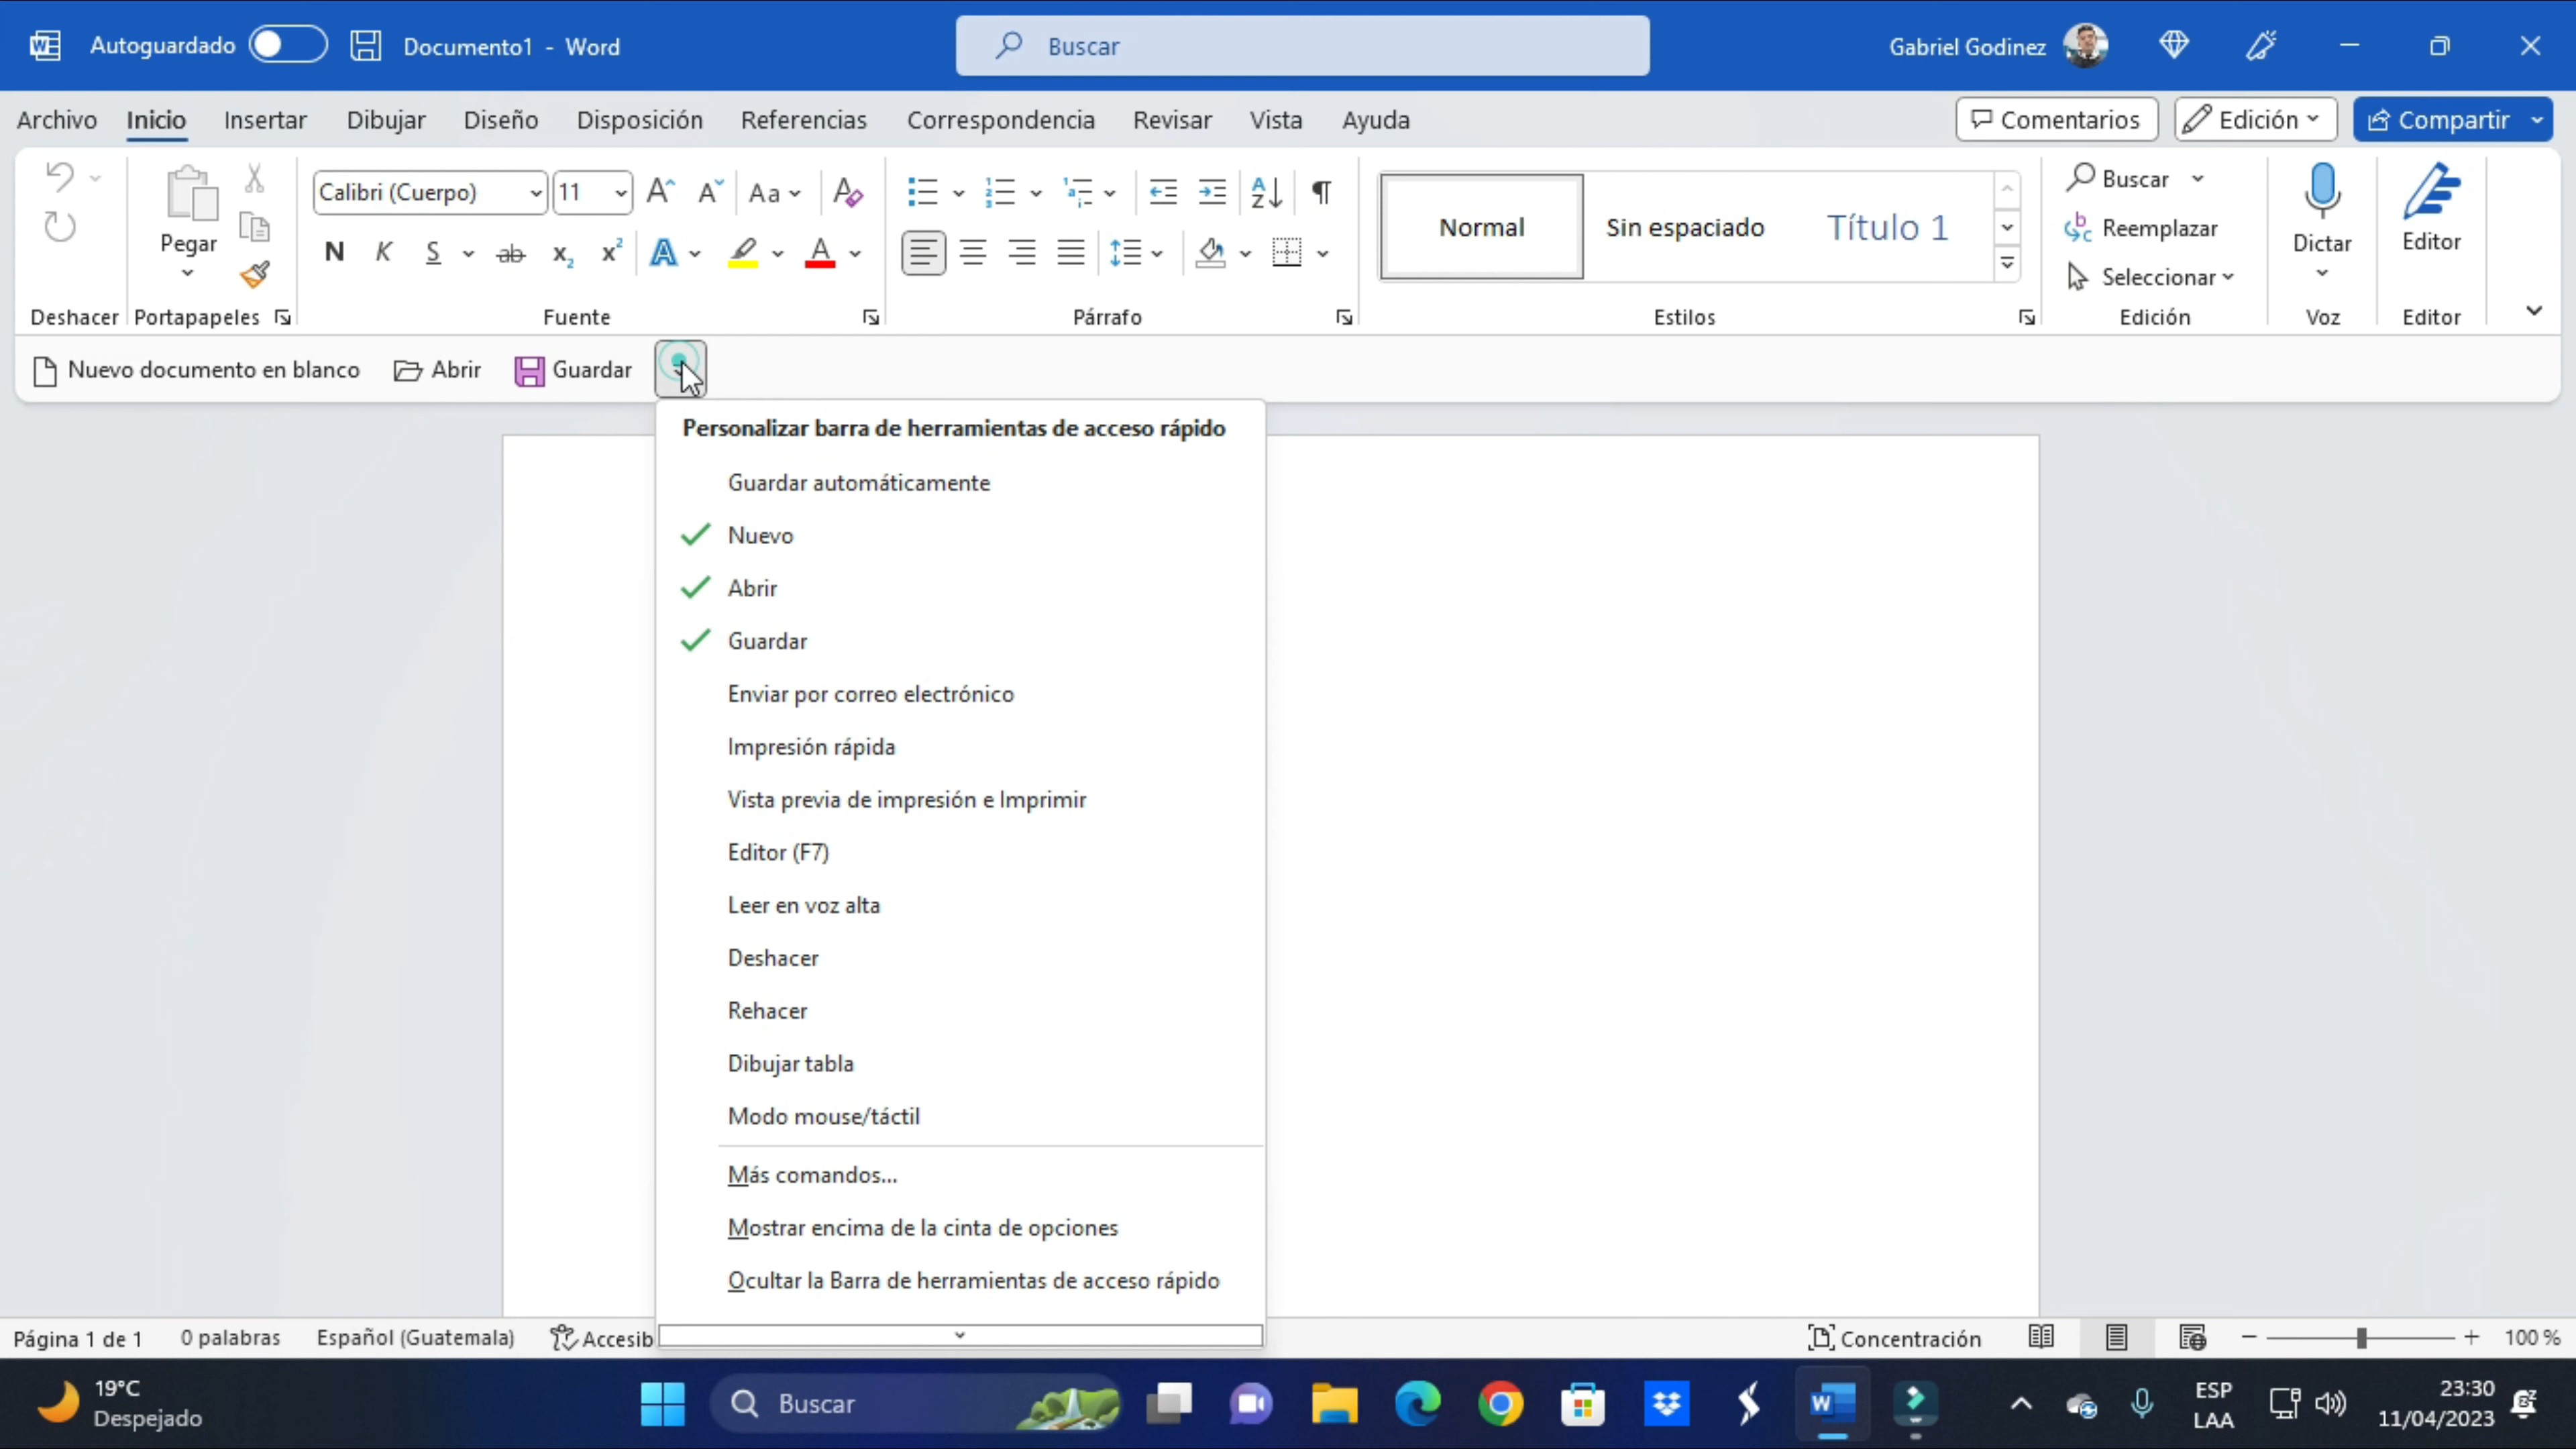 Autoguardado
Documento1 - Word
Buscar
Gabriel Godinez
Archivo Inicio Insertar Dibujar Diseño Disposición Referencias Correspondencia Revisar Vista Ayuda
Comentarios
Edición
Compartir
Pegar
Calibri (Cuerpo)
11
Aa
N K S ab x₂ x²
Normal
Sin espaciado
Título 1
Buscar
Reemplazar
Seleccionar
Dictar
Editor
Deshacer
Portapapeles
Fuente
Párrafo
Estilos
Edición
Voz
Editor
Nuevo documento en blanco
Abrir
Guardar
Personalizar barra de herramientas de acceso rápido
Guardar automáticamente
Nuevo
Abrir
Guardar
Enviar por correo electrónico
Impresión rápida
Vista previa de impresión e Imprimir
Editor (F7)
Leer en voz alta
Deshacer
Rehacer
Dibujar tabla
Modo mouse/táctil
Más comandos...
Mostrar encima de la cinta de opciones
Ocultar la Barra de herramientas de acceso rápido
Página 1 de 1
0 palabras
Español (Guatemala)
Accesib
Concentración
100 %
19°C
Despejado
Buscar
ESP
LAA
23:30
11/04/2023